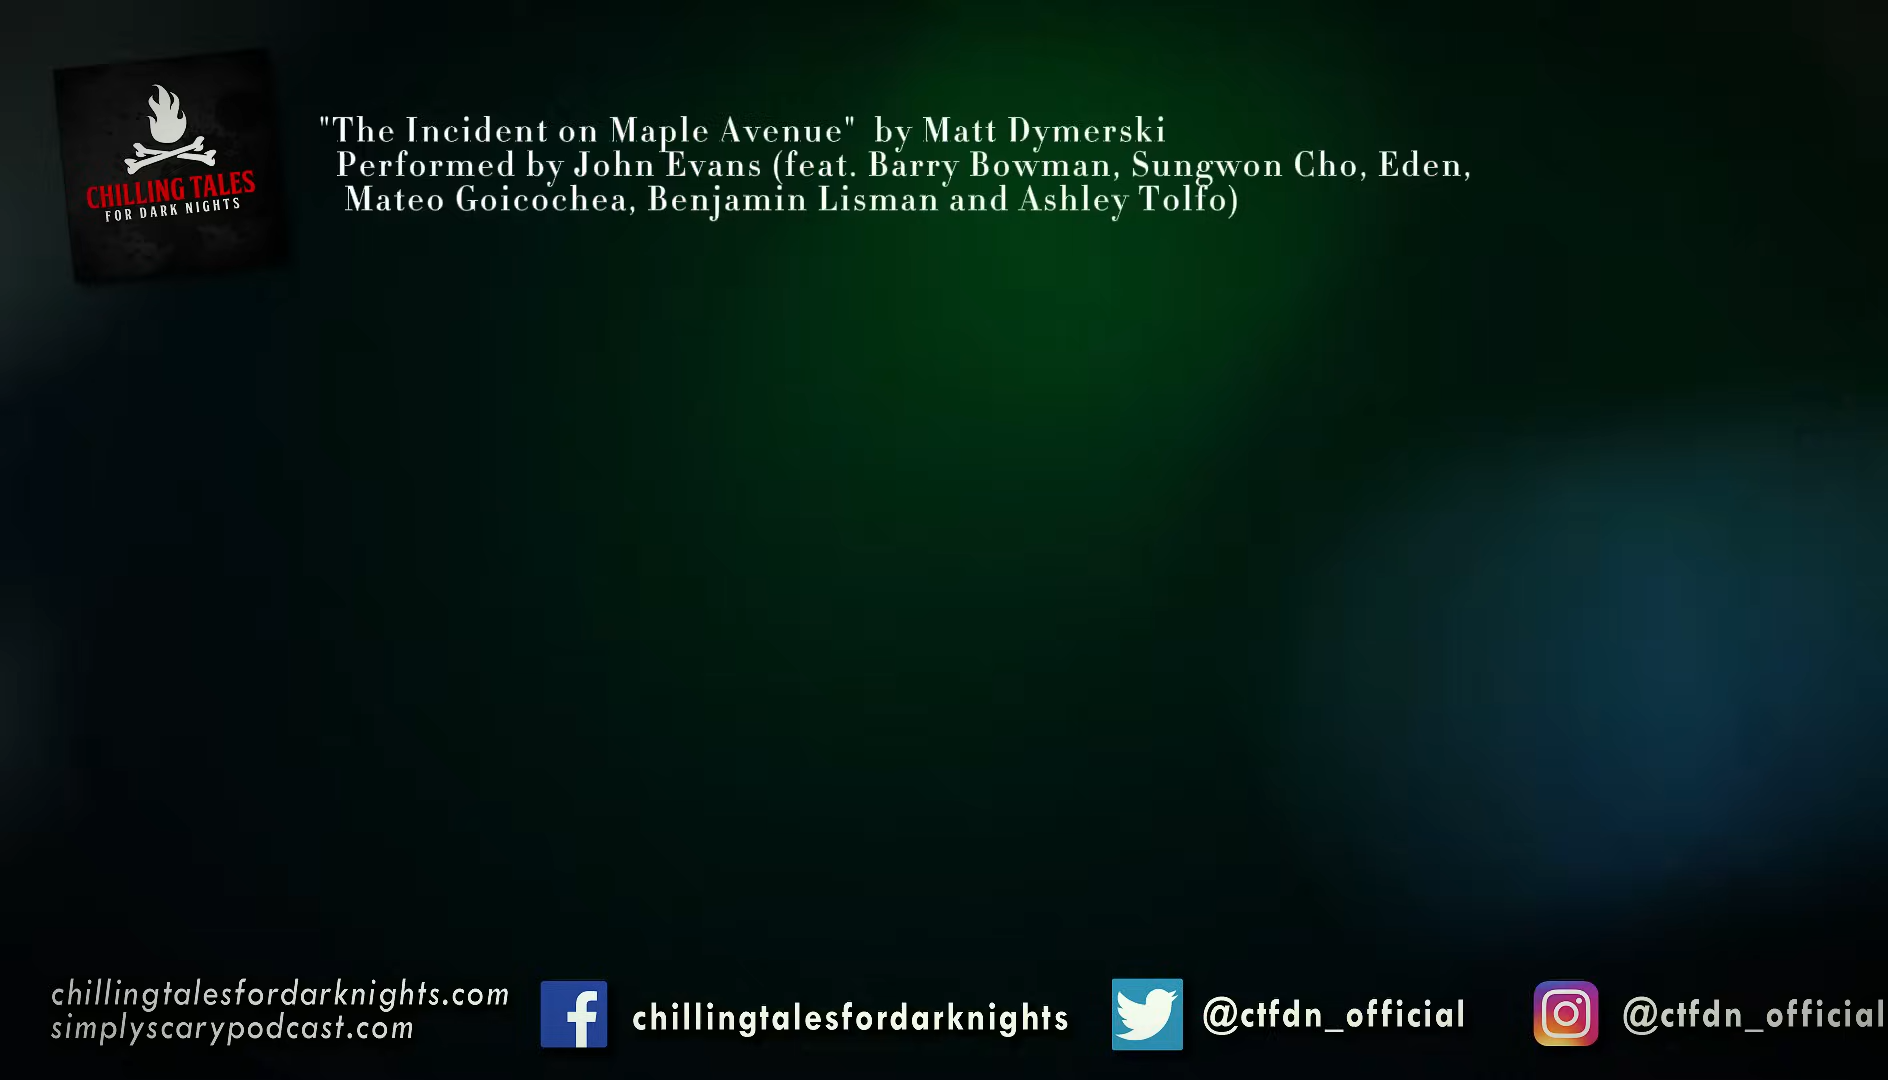 CHILLING TALES
FOR DARK NIGHTS
"The Incident on Maple Avenue" by Matt Dymerski
Performed by John Evans (feat. Barry Bowman, Sungwon Cho, Eden,
Mateo Goicochea, Benjamin Lisman and Ashley Tolfo)
chillingtalesfordarknights.com
simplyscarypodcast.com
chillingtalesfordarknights
@ctfdn_official
@ctfdn_official